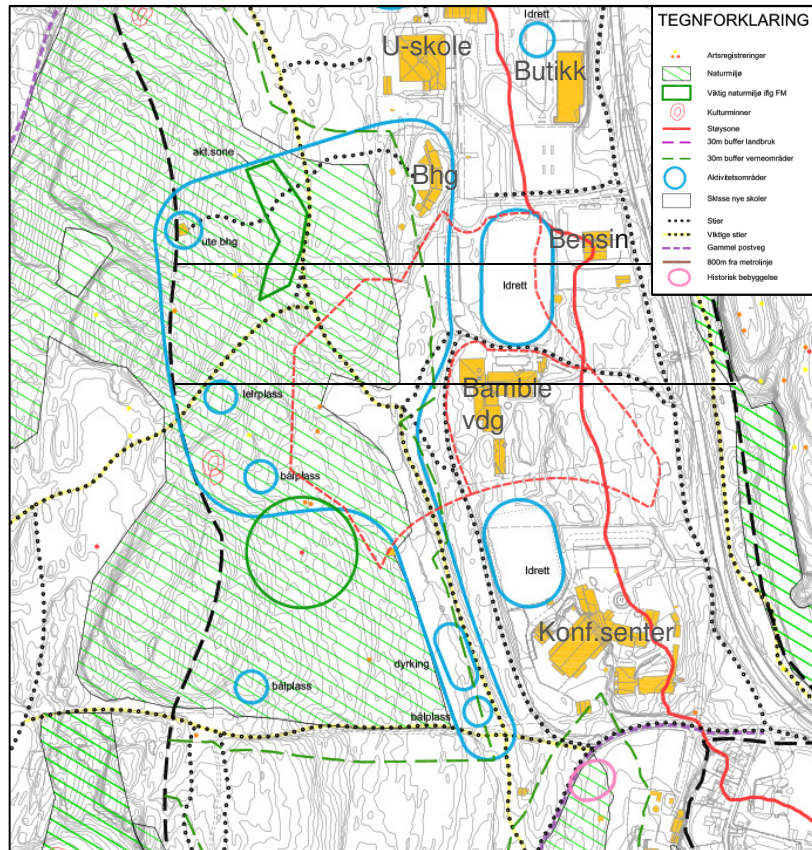 Idrett
U-skole
Butikk
akt.sone
Bhg
ute bhg
Bensin
Idrett
leirplass
Bamble
vdg
bålplass
Idrett
Konf.senter
dyrking
bålplass
bålplass
TEGNFORKLARING
Artsregistreringer
Naturmiljø
Viktig naturmiljø iflg FM
Kulturminner
Støysone
30m buffer landbruk
30m buffer verneområder
Aktivitetsområder
Skisse nye skoler
Stier
Viktige stier
Gammel postveg
800m fra metrolinje
Historisk bebyggelse